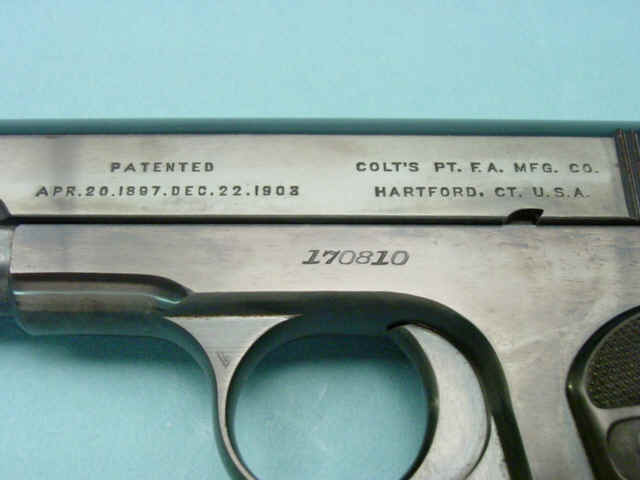 PATENTED
APR.20.1897.DEC.22.1903
COLT'S PT. F.A. MFG. CO.
HARTFORD, CT. U.S.A.
170810